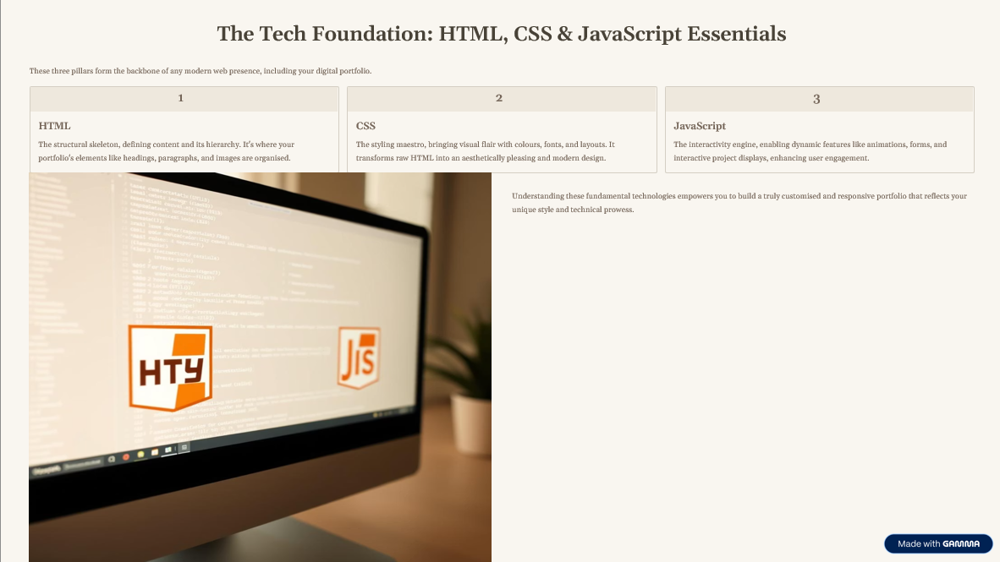 The Tech Foundation: HTML, CSS & JavaScript Essentials
These three pillars form the backbone of any modern web presence, including your digital portfolio.
1
HTML
The structural skeleton, defining content and its hierarchy. It's where your
portfolio's elements like headings, paragraphs, and images are organised.
2
CSS
The styling maestro, bringing visual flair with colours, fonts, and layouts. It
transforms raw HTML into an aesthetically pleasing and modern design.
3
JavaScript
The interactivity engine, enabling dynamic features like animations, forms, and
interactive project displays, enhancing user engagement.
HTY
JIS
Understanding these fundamental technologies empowers you to build a truly customised and responsive portfolio that reflects your
unique style and technical prowess.
Made with GAMMA